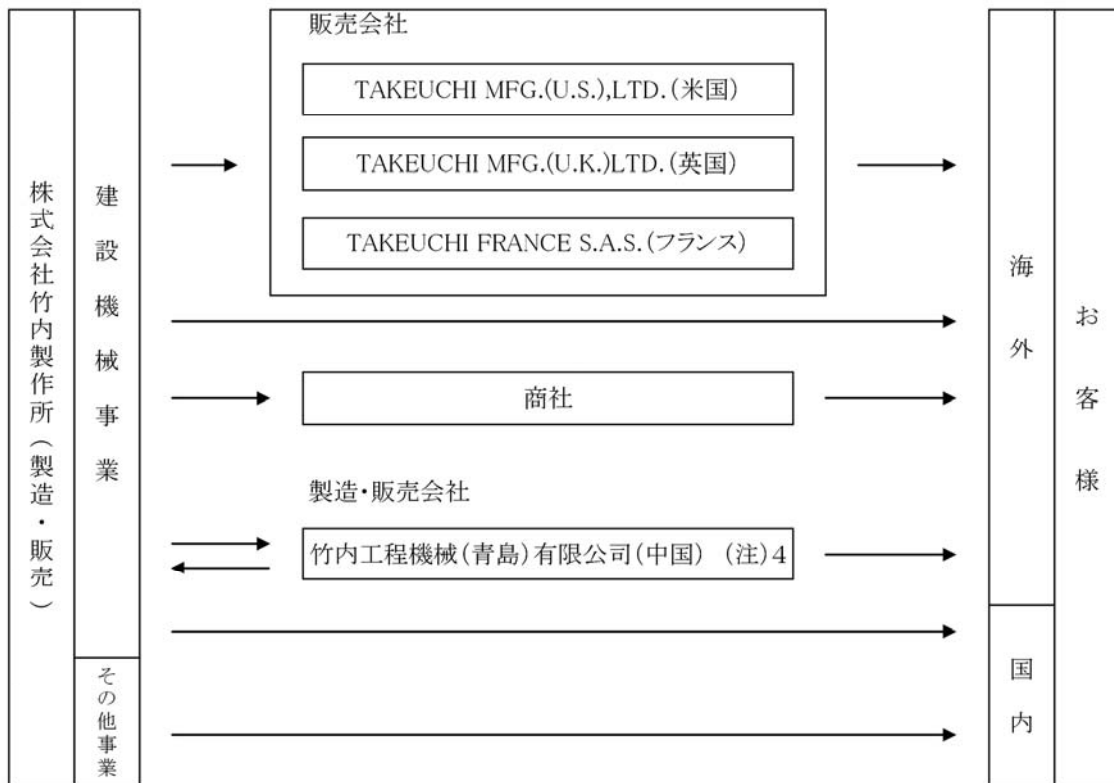 株式会社竹内製作所(製造・販売)
建設機械事業
その他事業
販売会社
TAKEUCHI MFG.(U.S.),LTD.(米国)
TAKEUCHI MFG.(U.K.)LTD.(英国)
TAKEUCHI FRANCE S.A.S.(フランス)
商社
製造・販売会社
竹内工程機械(青島)有限公司(中国) (注)4
海外
国内
お客様